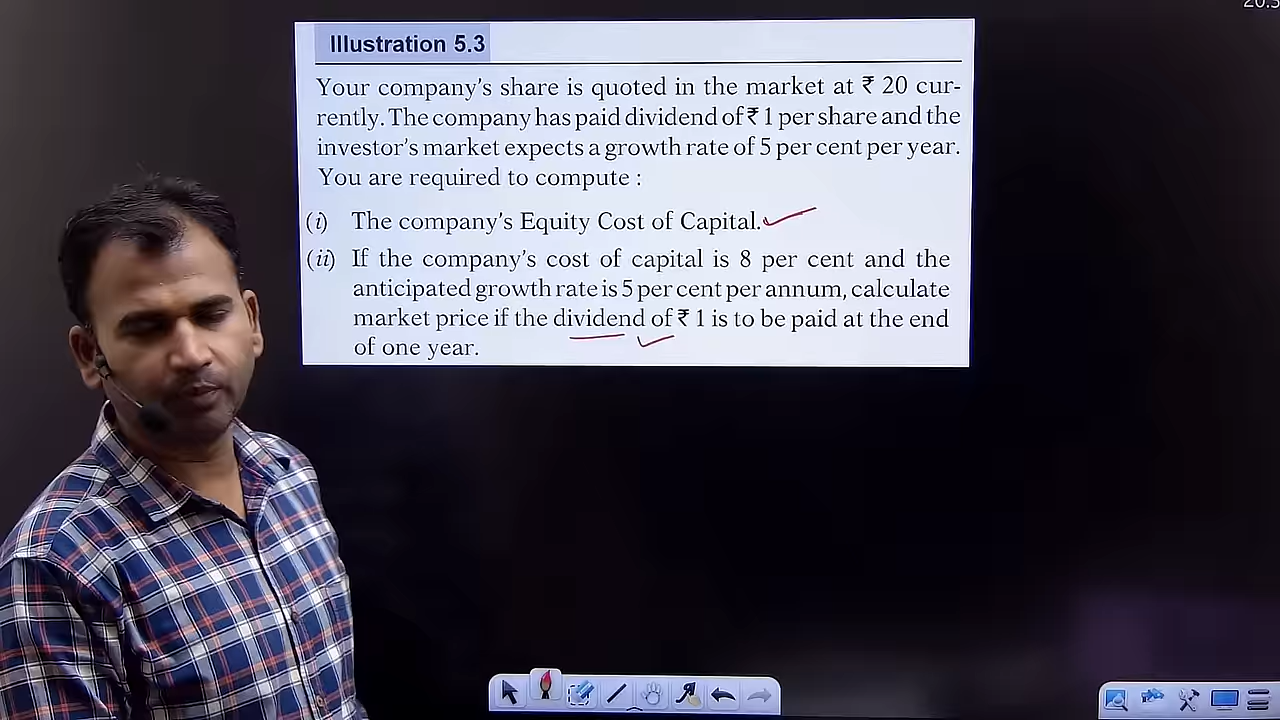 Illustration 5.3
Your company's share is quoted in the market at ₹ 20 cur-
rently. The company has paid dividend of ₹ 1 per share and the
investor's market expects a growth rate of 5 per cent per year.
You are required to compute :
(i) The company's Equity Cost of Capital.
(ii) If the company's cost of capital is 8 per cent and the
anticipated growth rate is 5 per cent per annum, calculate
market price if the dividend of ₹ 1 is to be paid at the end
of one year.